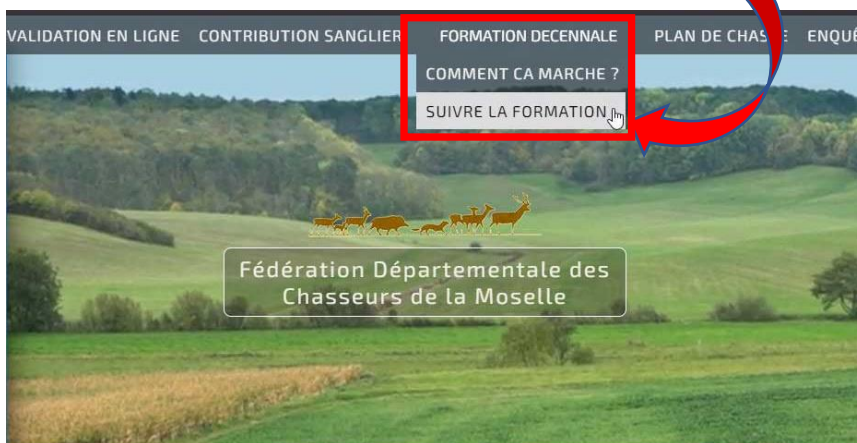 VALIDATION EN LIGNE CONTRIBUTION SANGLIER FORMATION DECENNALE PLAN DE CHASSE
COMMENT CA MARCHE ?
SUIVRE LA FORMATION
Fédération Départementale des
Chasseurs de la Moselle